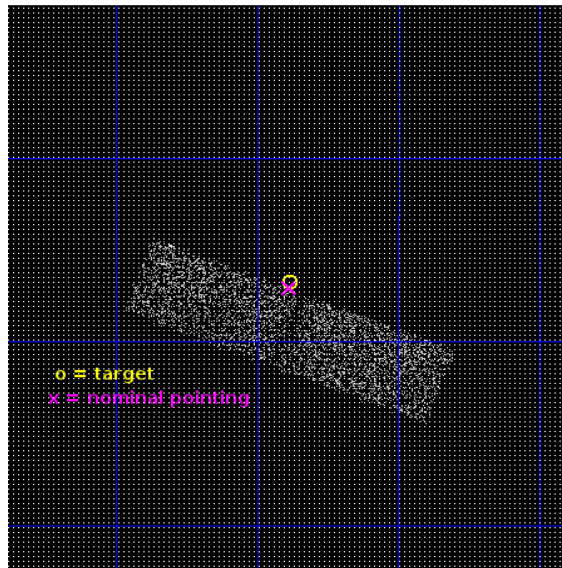 o = target
x = nominal pointing